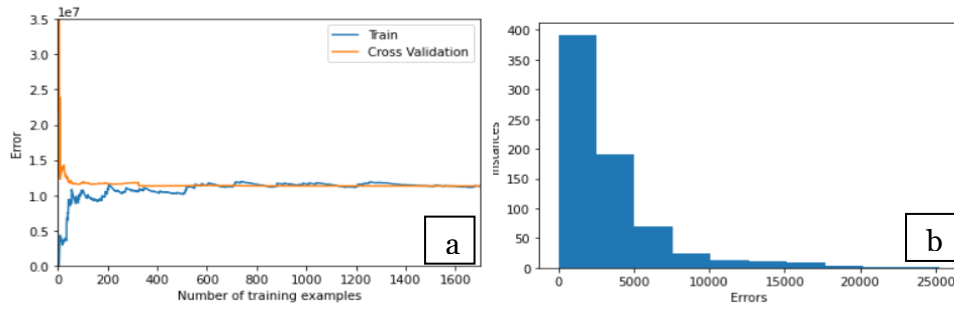 1e7
3.5
3.0
2.5
2.0
1.5
1.0
0.5
0.0
Error
0 200 400 600 800 1000 1200 1400 1600
Number of training examples
Train
Cross Validation
a
400
350
300
250
200
150
100
50
0
Instances
0 5000 10000 15000 20000 25000
Errors
b